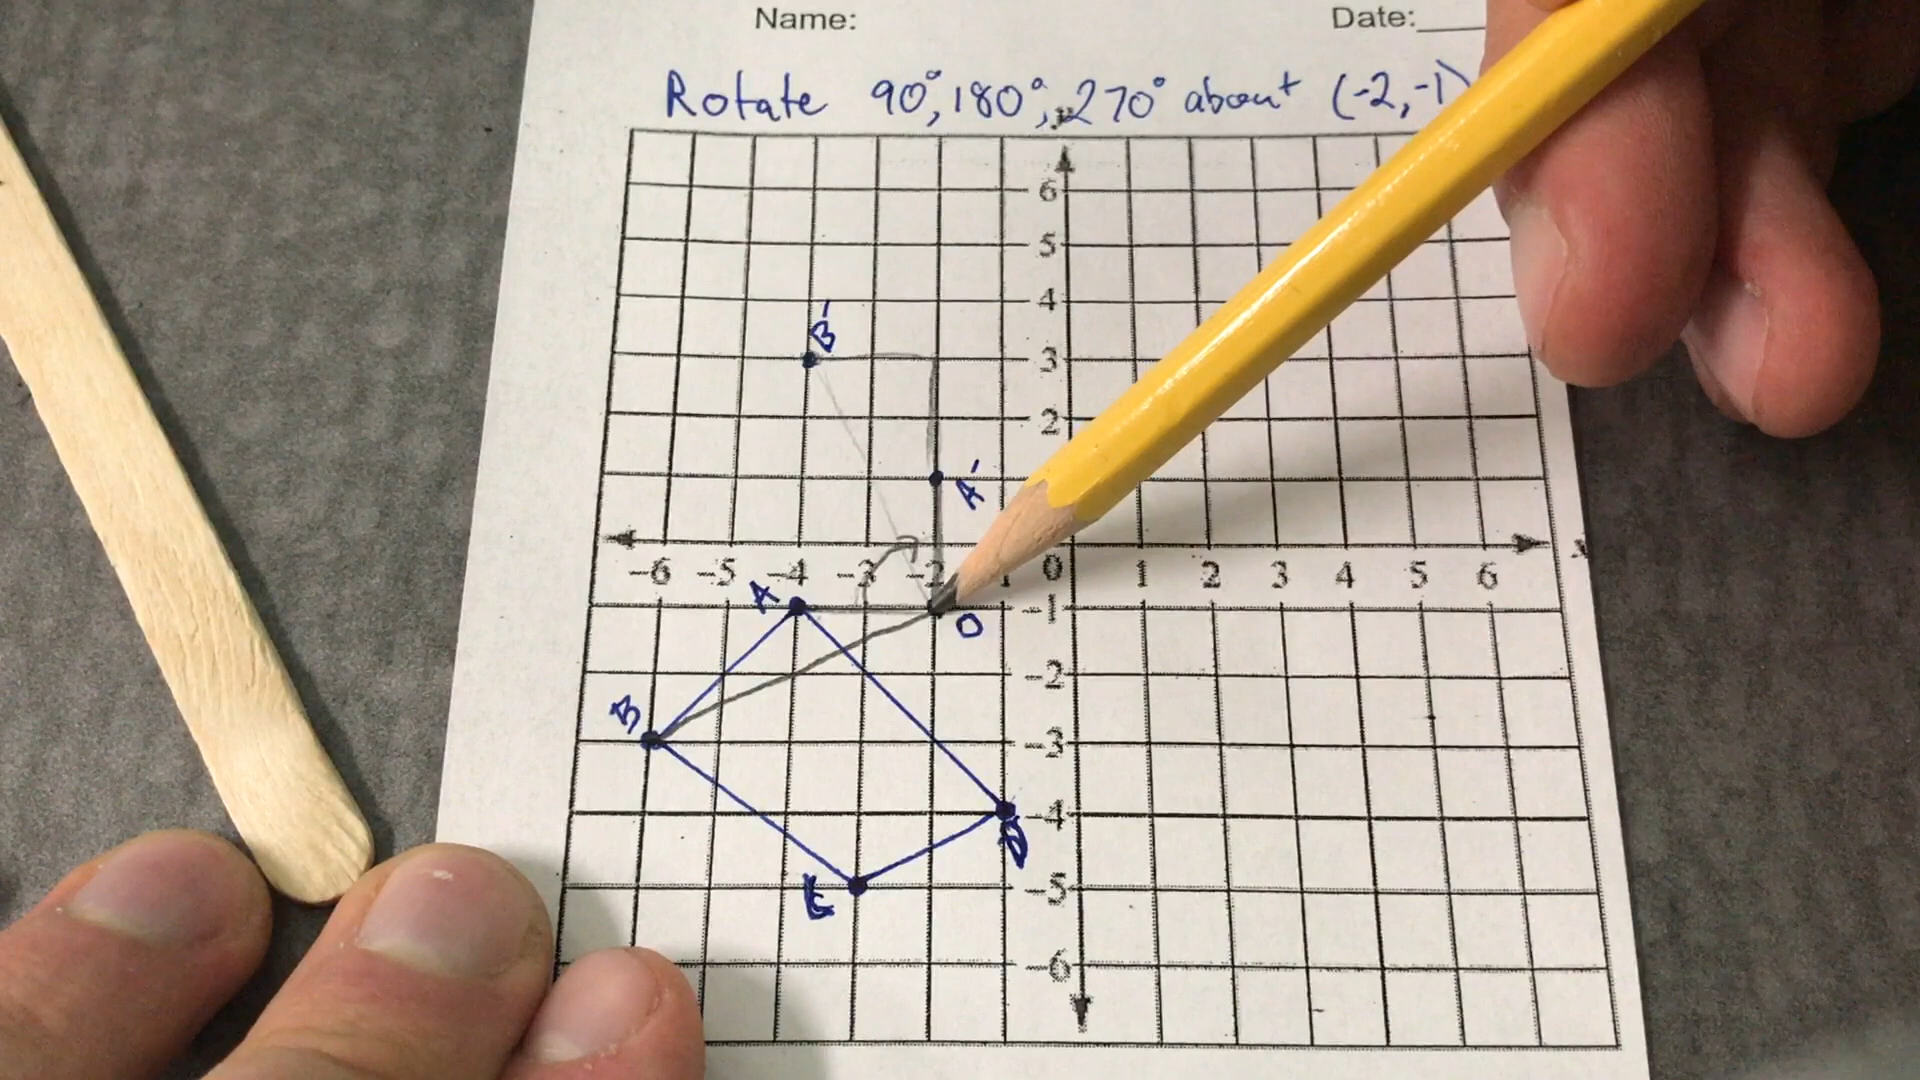 Name: Date:
Rotate 90°, 180°, 270° about (-2,-1)
y
6
5
4
B'
3
2
A'
x
-6 -5 -4 -3 -2 1 0 1 2 3 4 5 6
A
-1
O
-2
B
-3
-4
D
C
-5
-6